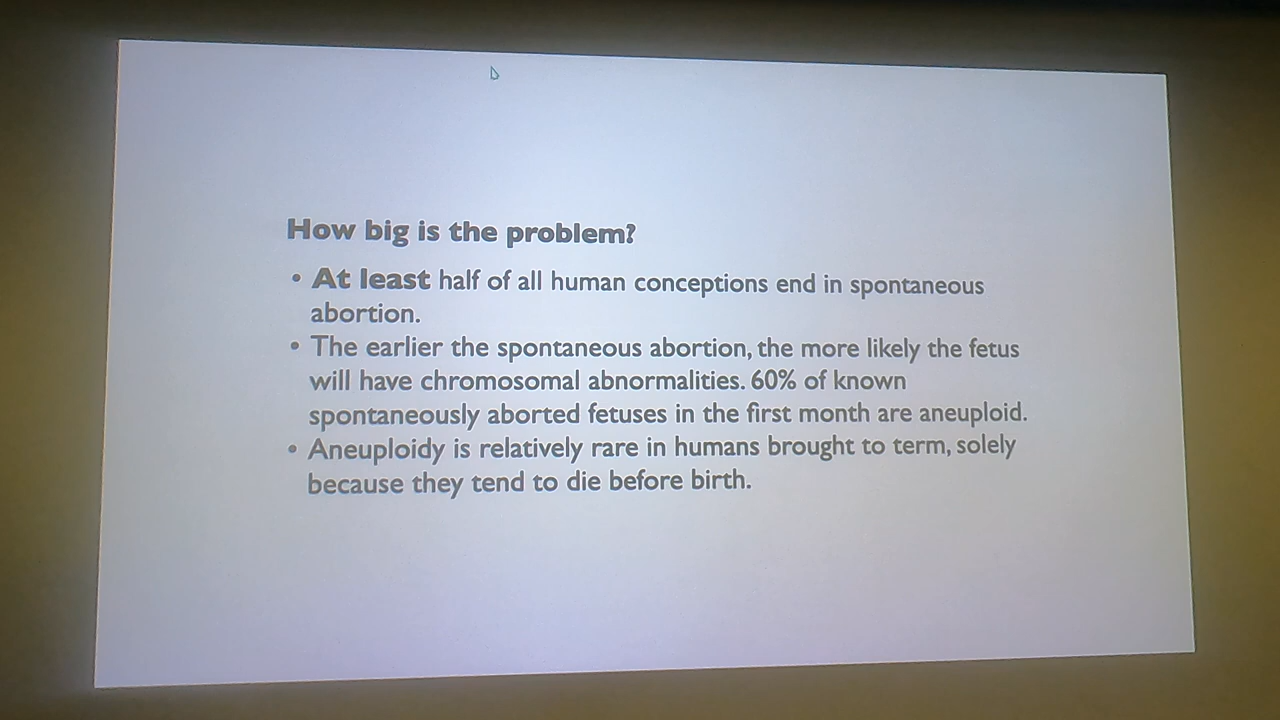 How big is the problem?
• At least half of all human conceptions end in spontaneous
abortion.
• The earlier the spontaneous abortion, the more likely the fetus
will have chromosomal abnormalities. 60% of known
spontaneously aborted fetuses in the first month are aneuploid.
• Aneuploidy is relatively rare in humans brought to term, solely
because they tend to die before birth.